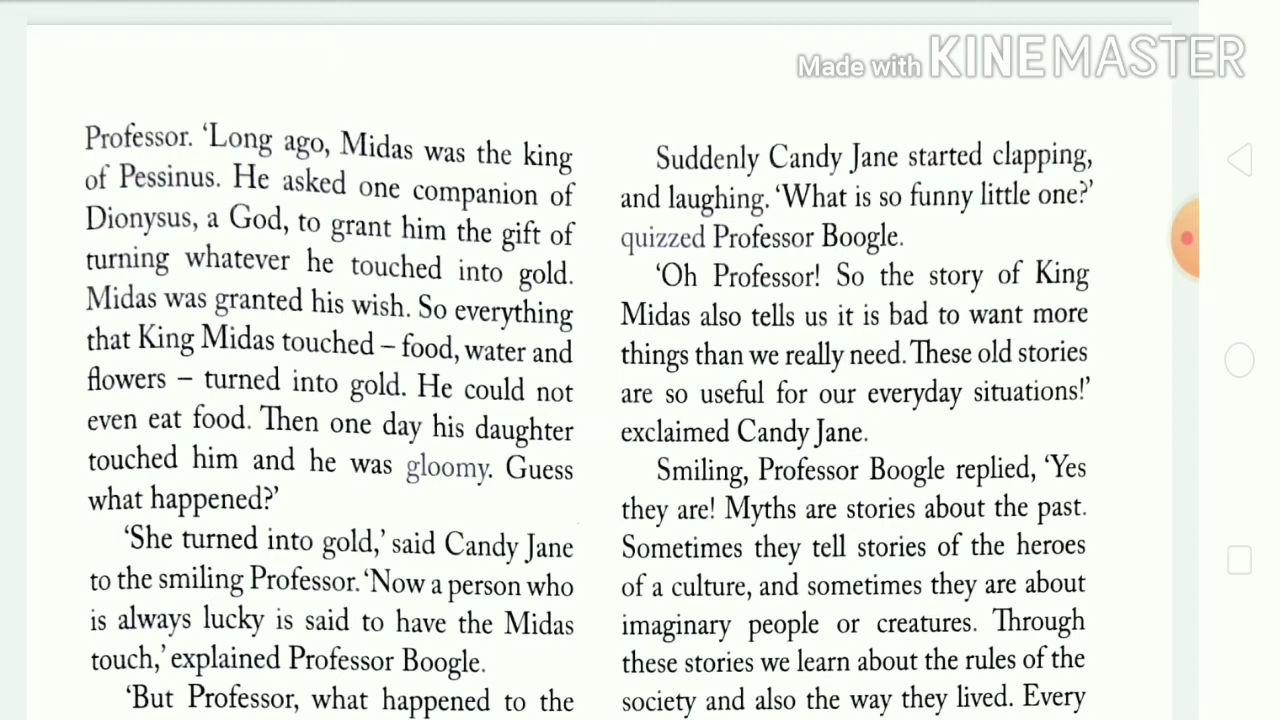 Made with KINEMASTER
Professor. ‘Long ago, Midas was the king
of Pessinus. He asked one companion of
Dionysus, a God, to grant him the gift of
turning whatever he touched into gold.
Midas was granted his wish. So everything
that King Midas touched – food, water and
flowers – turned into gold. He could not
even eat food. Then one day his daughter
touched him and he was gloomy. Guess
what happened?’
‘She turned into gold,’ said Candy Jane
to the smiling Professor. ‘Now a person who
is always lucky is said to have the Midas
touch,’ explained Professor Boogle.
‘But Professor, what happened to the
Suddenly Candy Jane started clapping,
and laughing. ‘What is so funny little one?’
quizzed Professor Boogle.
‘Oh Professor! So the story of King
Midas also tells us it is bad to want more
things than we really need. These old stories
are so useful for our everyday situations!’
exclaimed Candy Jane.
Smiling, Professor Boogle replied, ‘Yes
they are! Myths are stories about the past.
Sometimes they tell stories of the heroes
of a culture, and sometimes they are about
imaginary people or creatures. Through
these stories we learn about the rules of the
society and also the way they lived. Every